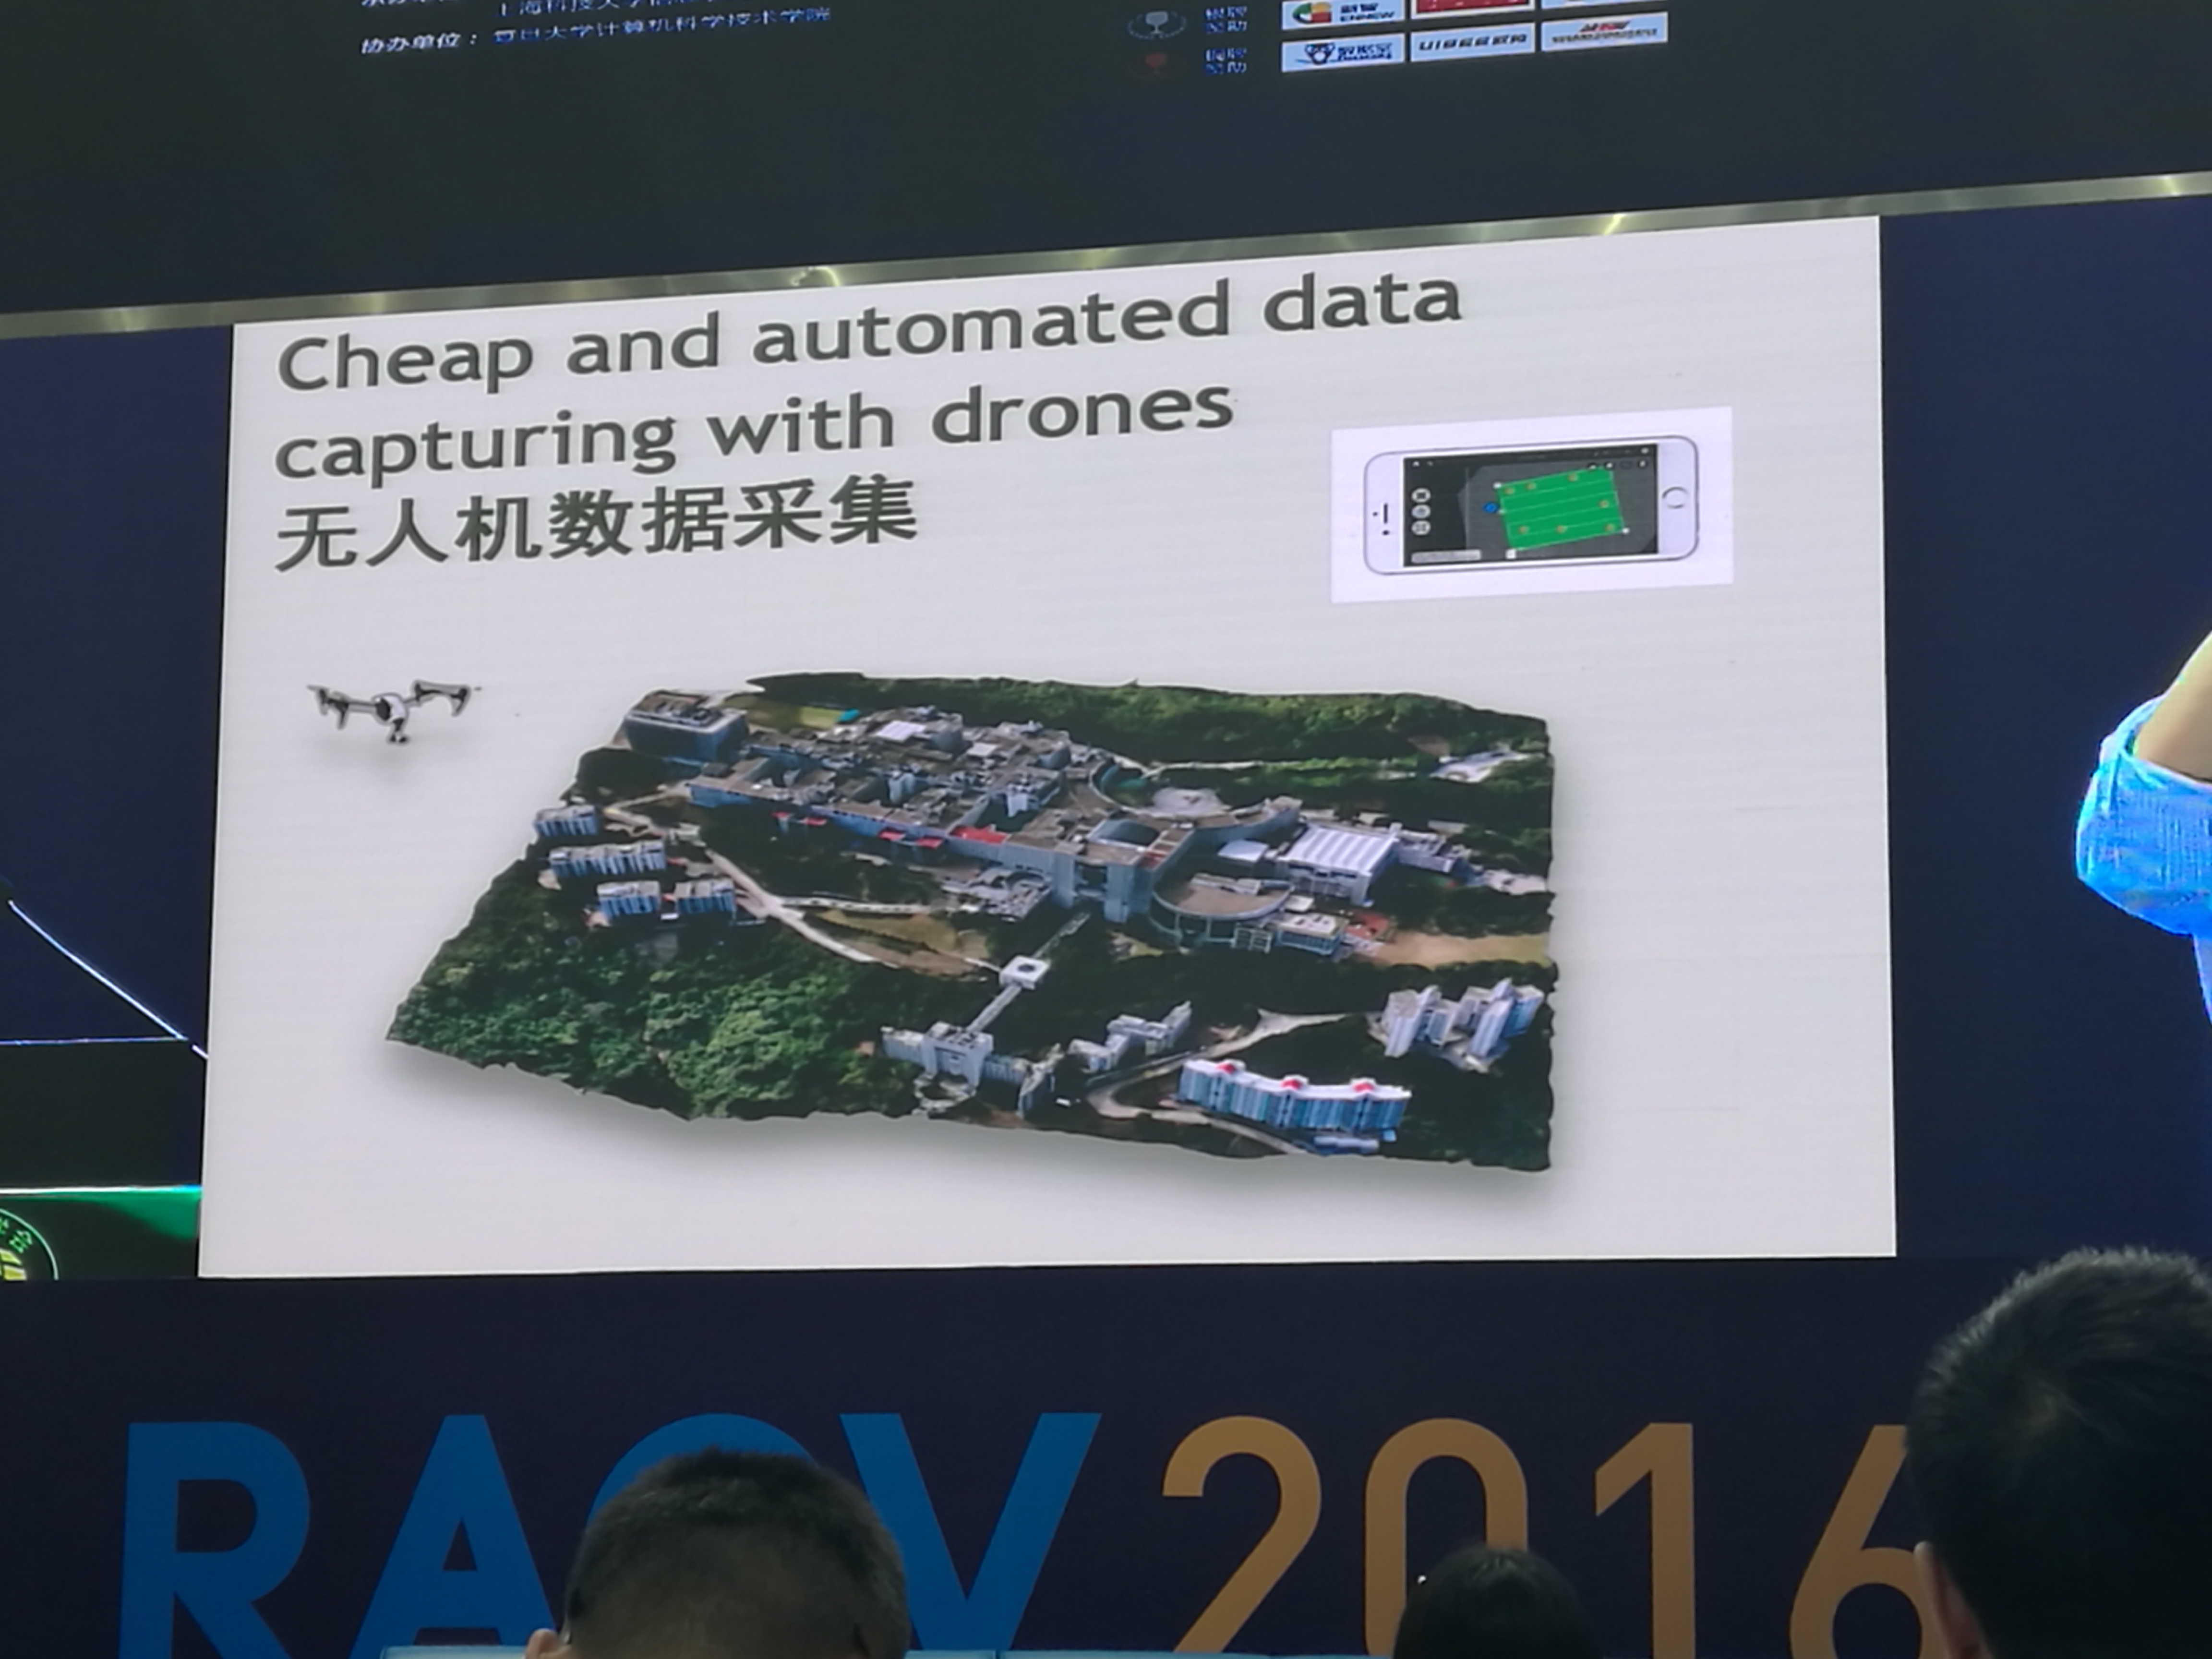 上海科技大学
协办单位：复旦大学计算机科学技术学院
Cheap and automated data
capturing with drones
无人机数据采集
RACV 2016